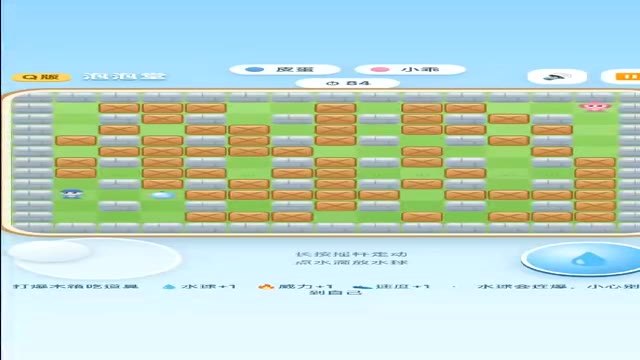 Q版 泡泡堂
皮蛋 小乖
84
长按摇杆走动
点水滴放水球
打爆木箱吃道具 水球+1 威力+1 速度+1 · 水球会连爆，小心别
到自己